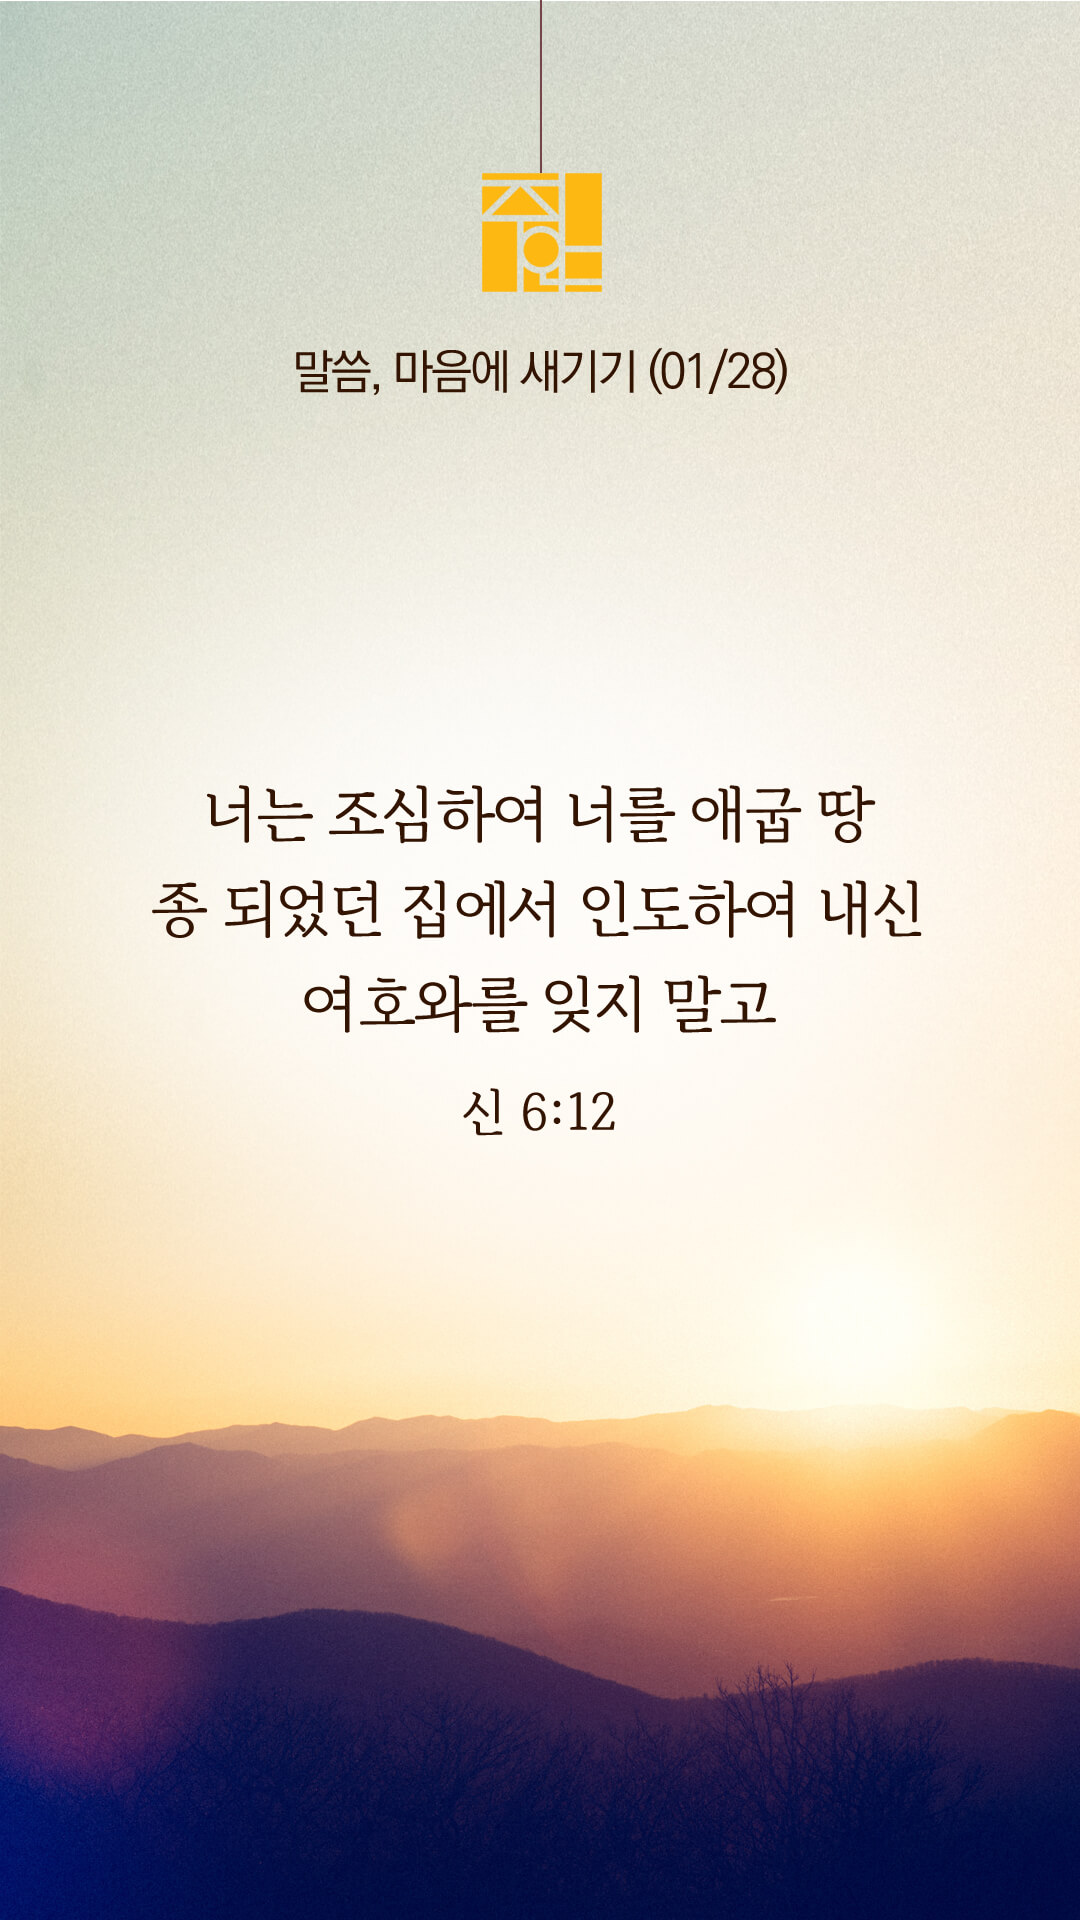 말씀, 마음에 새기기 (01/28)
너는 조심하여 너를 애굽 땅
종 되었던 집에서 인도하여 내신
여호와를 잊지 말고
신 6:12